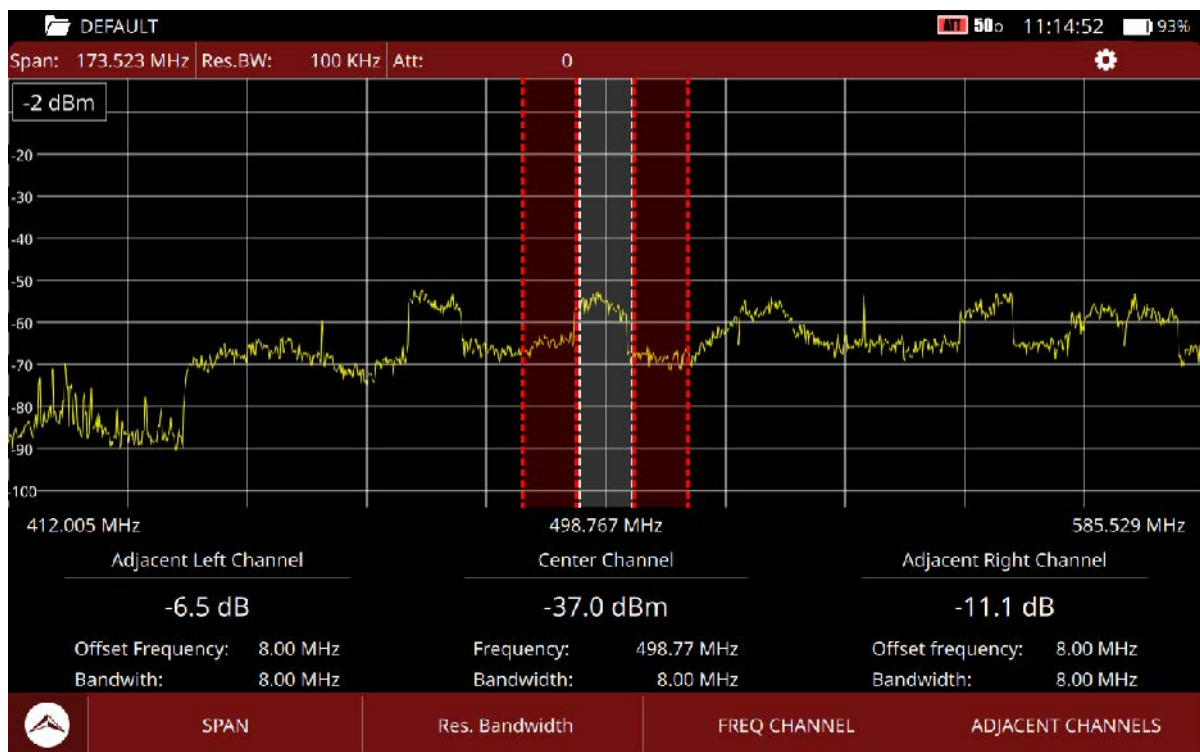 DEFAULT ATT 50Ω 11:14:52 93%
Span: 173.523 MHz Res.BW: 100 KHz Att: 0
-2 dBm
-20
-30
-40
-50
-60
-70
-80
-90
-100
412.005 MHz 498.767 MHz 585.529 MHz
Adjacent Left Channel Center Channel Adjacent Right Channel
-6.5 dB -37.0 dBm -11.1 dB
Offset Frequency: 8.00 MHz Frequency: 498.77 MHz Offset frequency: 8.00 MHz
Bandwith: 8.00 MHz Bandwidth: 8.00 MHz Bandwidth: 8.00 MHz
SPAN Res. Bandwidth FREQ CHANNEL ADJACENT CHANNELS